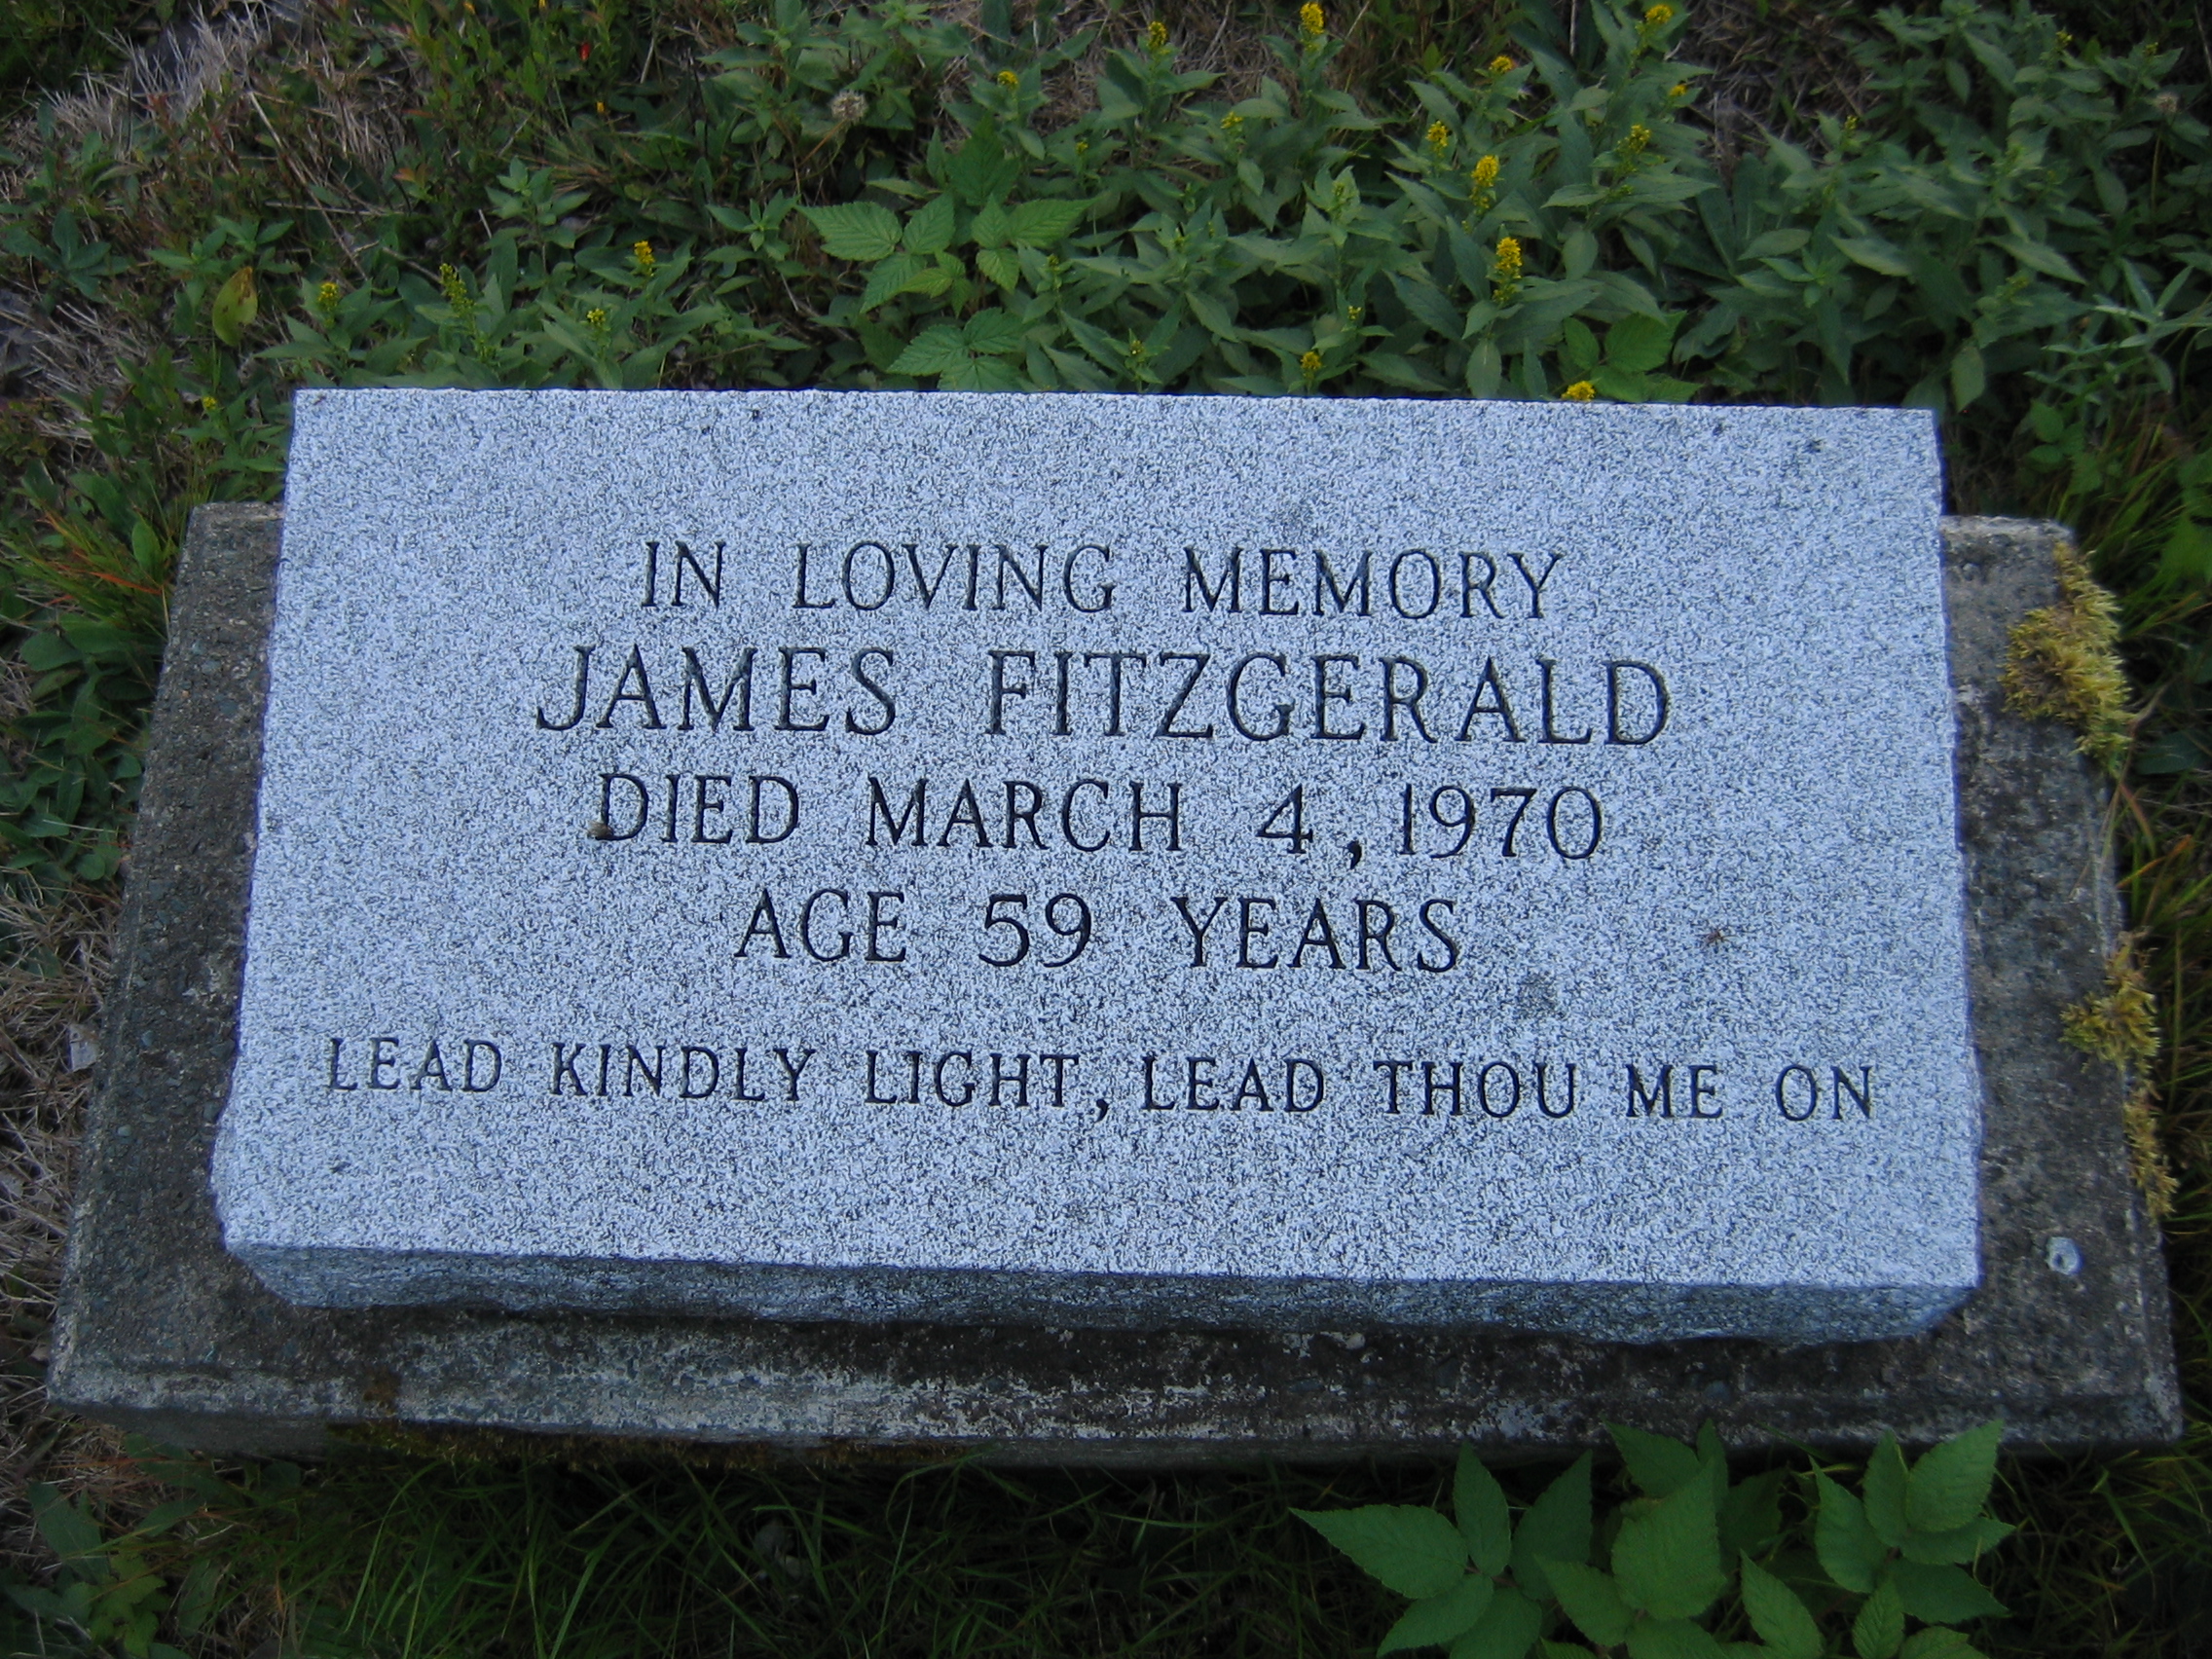 IN LOVING MEMORY
JAMES FITZGERALD
DIED MARCH 4, 1970
AGE 59 YEARS
LEAD KINDLY LIGHT, LEAD THOU ME ON